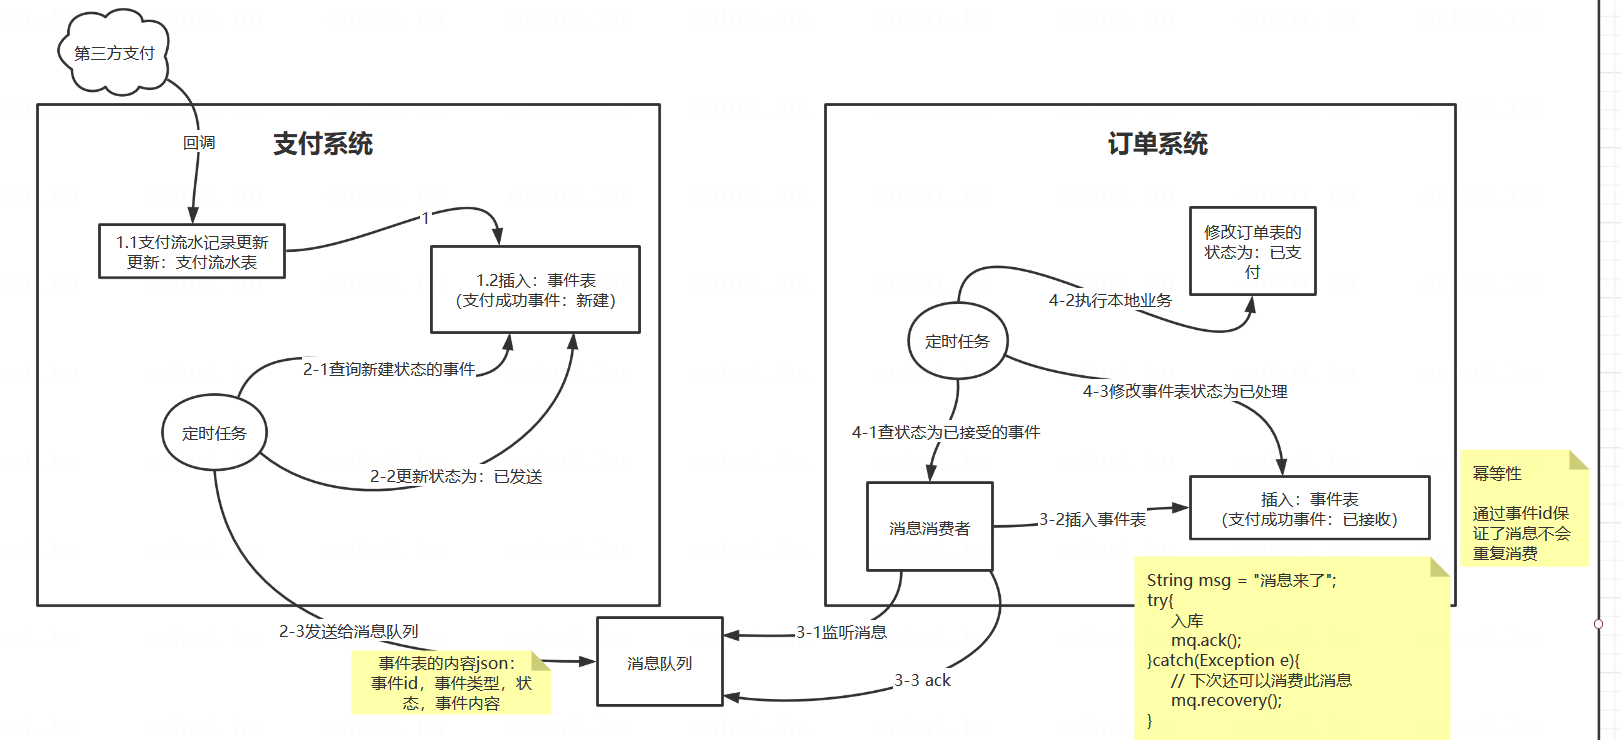 第三方支付
回调
支付系统
1.1支付流水记录更新
更新：支付流水表
1
1.2插入：事件表
（支付成功事件：新建）
2-1查询新建状态的事件
定时任务
2-2更新状态为：已发送
2-3发送给消息队列
事件表的内容json：
事件id，事件类型，状
态，事件内容
消息队列
订单系统
修改订单表的
状态为：已支
付
4-2执行本地业务
定时任务
4-3修改事件表状态为已处理
4-1查状态为已接受的事件
消息消费者
3-2插入事件表
插入：事件表
（支付成功事件：已接收）
3-1监听消息
3-3 ack
幂等性
通过事件id保
证了消息不会
重复消费
String msg = "消息来了";
try{
入库
mq.ack();
}catch(Exception e){
// 下次还可以消费此消息
mq.recovery();
}